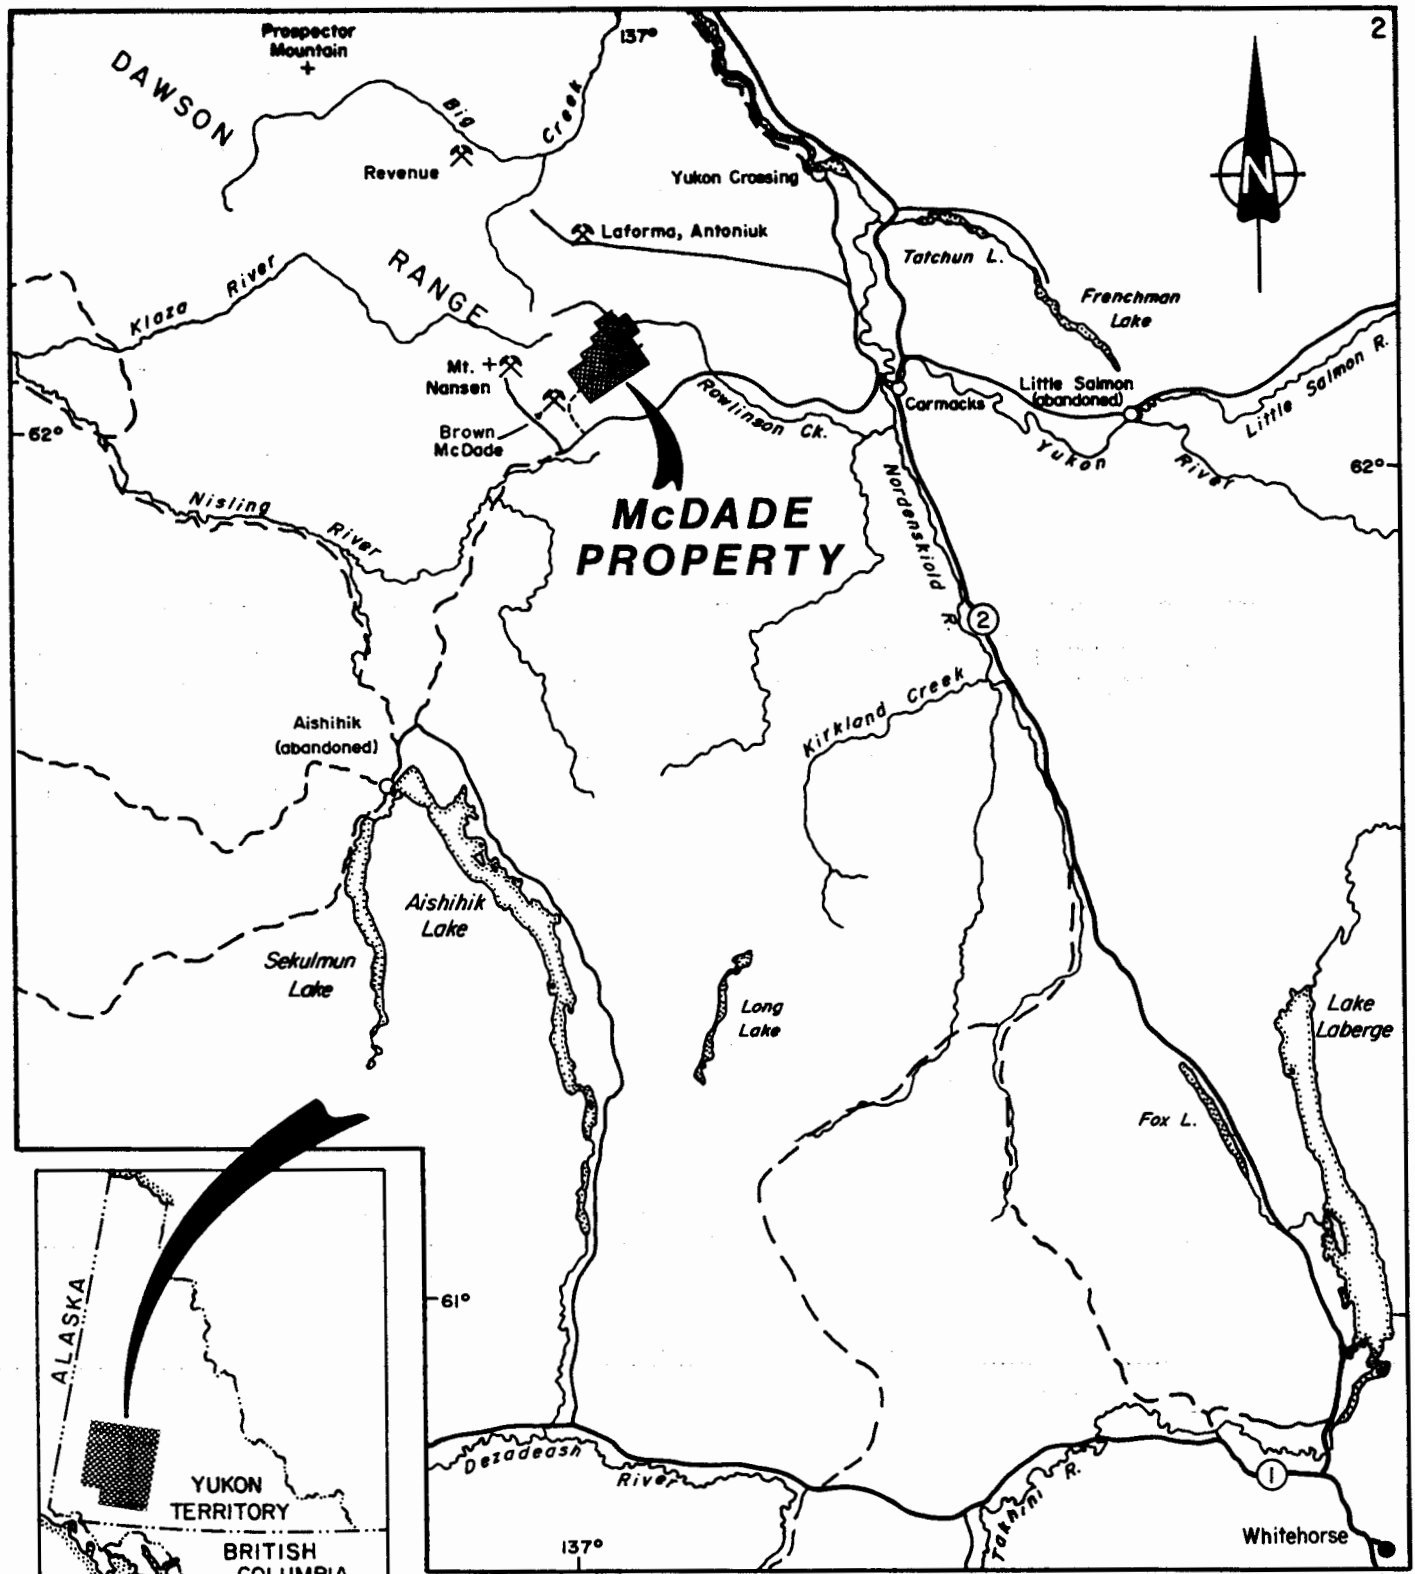 2
Prospector
Mountain
137°
DAWSON
Big
Creek
Revenue
Yukon Crossing
N
Laforma, Antoniuk
RANGE
Klaza River
Tatchun L.
Frenchman
Lake
Mt.
Nansen
Brown
McDade
Rowlinson Ck.
Carmacks
Little Salmon
(abandoned)
Little Salmon R.
Yukon River
62°
62°
Nisling River
McDADE
PROPERTY
Nordenskiold R.
2
Kirkland Creek
Aishihik
(abandoned)
Aishihik
Lake
Sekulmun
Lake
Long
Lake
Lake
Laberge
Fox L.
61°
ALASKA
YUKON
TERRITORY
BRITISH
COLUMBIA
Dezadeash River
Takhini R.
1
Whitehorse
137°